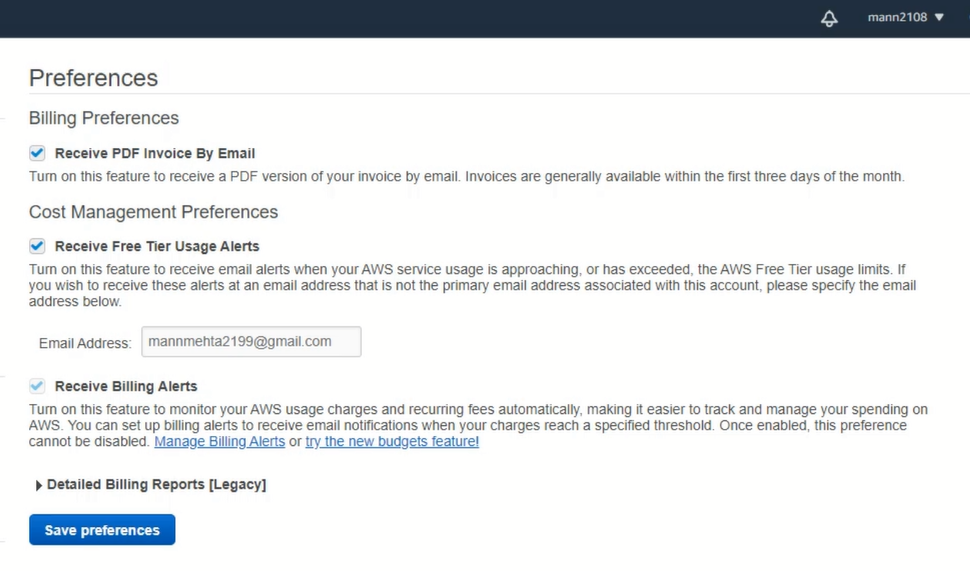 mann2108
Preferences
Billing Preferences
Receive PDF Invoice By Email
Turn on this feature to receive a PDF version of your invoice by email. Invoices are generally available within the first three days of the month.
Cost Management Preferences
Receive Free Tier Usage Alerts
Turn on this feature to receive email alerts when your AWS service usage is approaching, or has exceeded, the AWS Free Tier usage limits. If
you wish to receive these alerts at an email address that is not the primary email address associated with this account, please specify the email
address below.
Email Address: mannmehta2199@gmail.com
Receive Billing Alerts
Turn on this feature to monitor your AWS usage charges and recurring fees automatically, making it easier to track and manage your spending on
AWS. You can set up billing alerts to receive email notifications when your charges reach a specified threshold. Once enabled, this preference
cannot be disabled. Manage Billing Alerts or try the new budgets feature!
Detailed Billing Reports [Legacy]
Save preferences